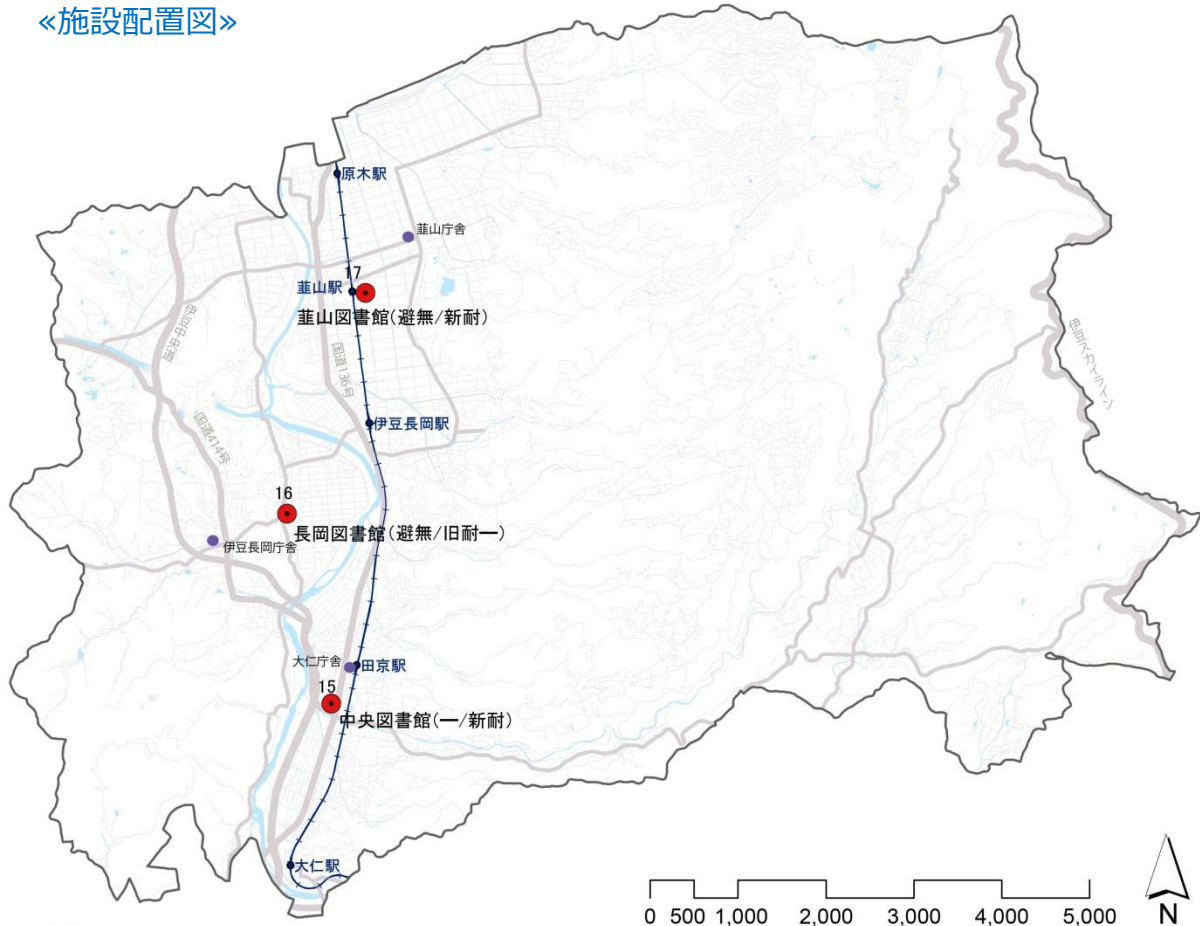 ≪施設配置図≫
原木駅
韮山庁舎
17
韮山駅
韮山図書館(避無/新耐)
伊豆中央道
国道136号
伊豆スカイライン
国道414号
伊豆長岡駅
16
長岡図書館(避無/旧耐一)
伊豆長岡庁舎
大仁庁舎
田京駅
15
中央図書館(一/新耐)
大仁駅
0 500 1,000 2,000 3,000 4,000 5,000
N